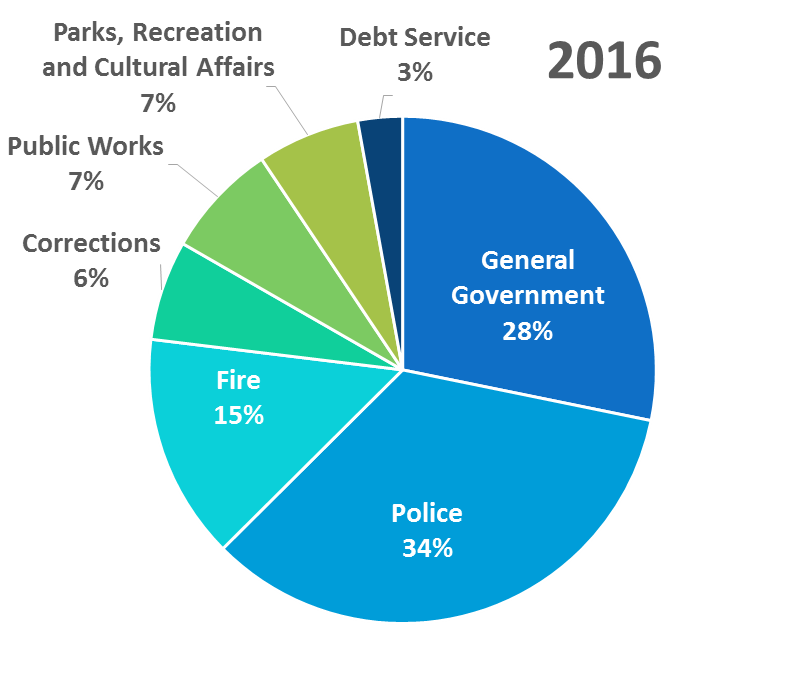 2016
Debt Service
3%
Parks, Recreation
and Cultural Affairs
7%
Public Works
7%
Corrections
6%
General
Government
28%
Fire
15%
Police
34%